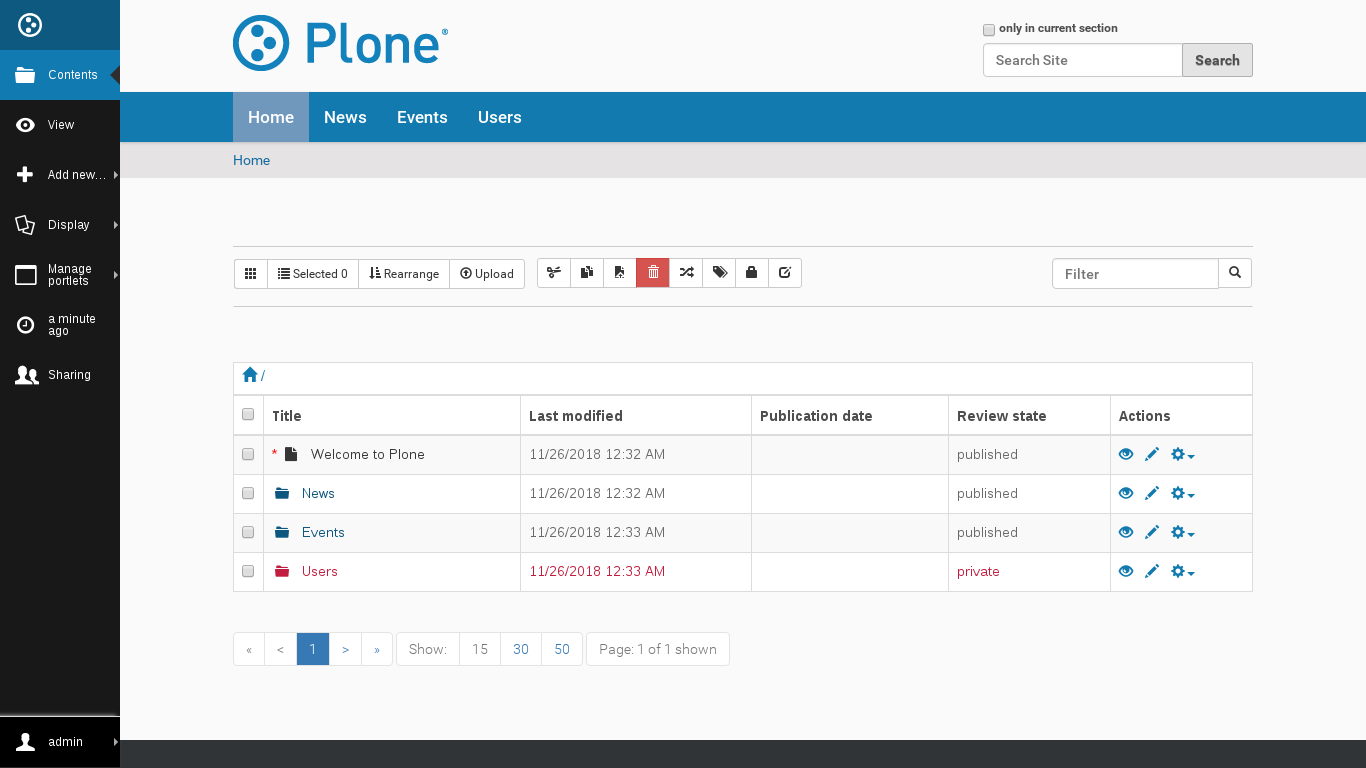 Plone®
only in current section
Search Site
Search
Contents
View
Add new...
Display
Manage
portlets
a minute
ago
Sharing
admin
Home News Events Users
Home
Selected 0 Rearrange Upload
Filter
/
Title Last modified Publication date Review state Actions
* Welcome to Plone 11/26/2018 12:32 AM published
News 11/26/2018 12:32 AM published
Events 11/26/2018 12:33 AM published
Users 11/26/2018 12:33 AM private
« < 1 > » Show: 15 30 50 Page: 1 of 1 shown